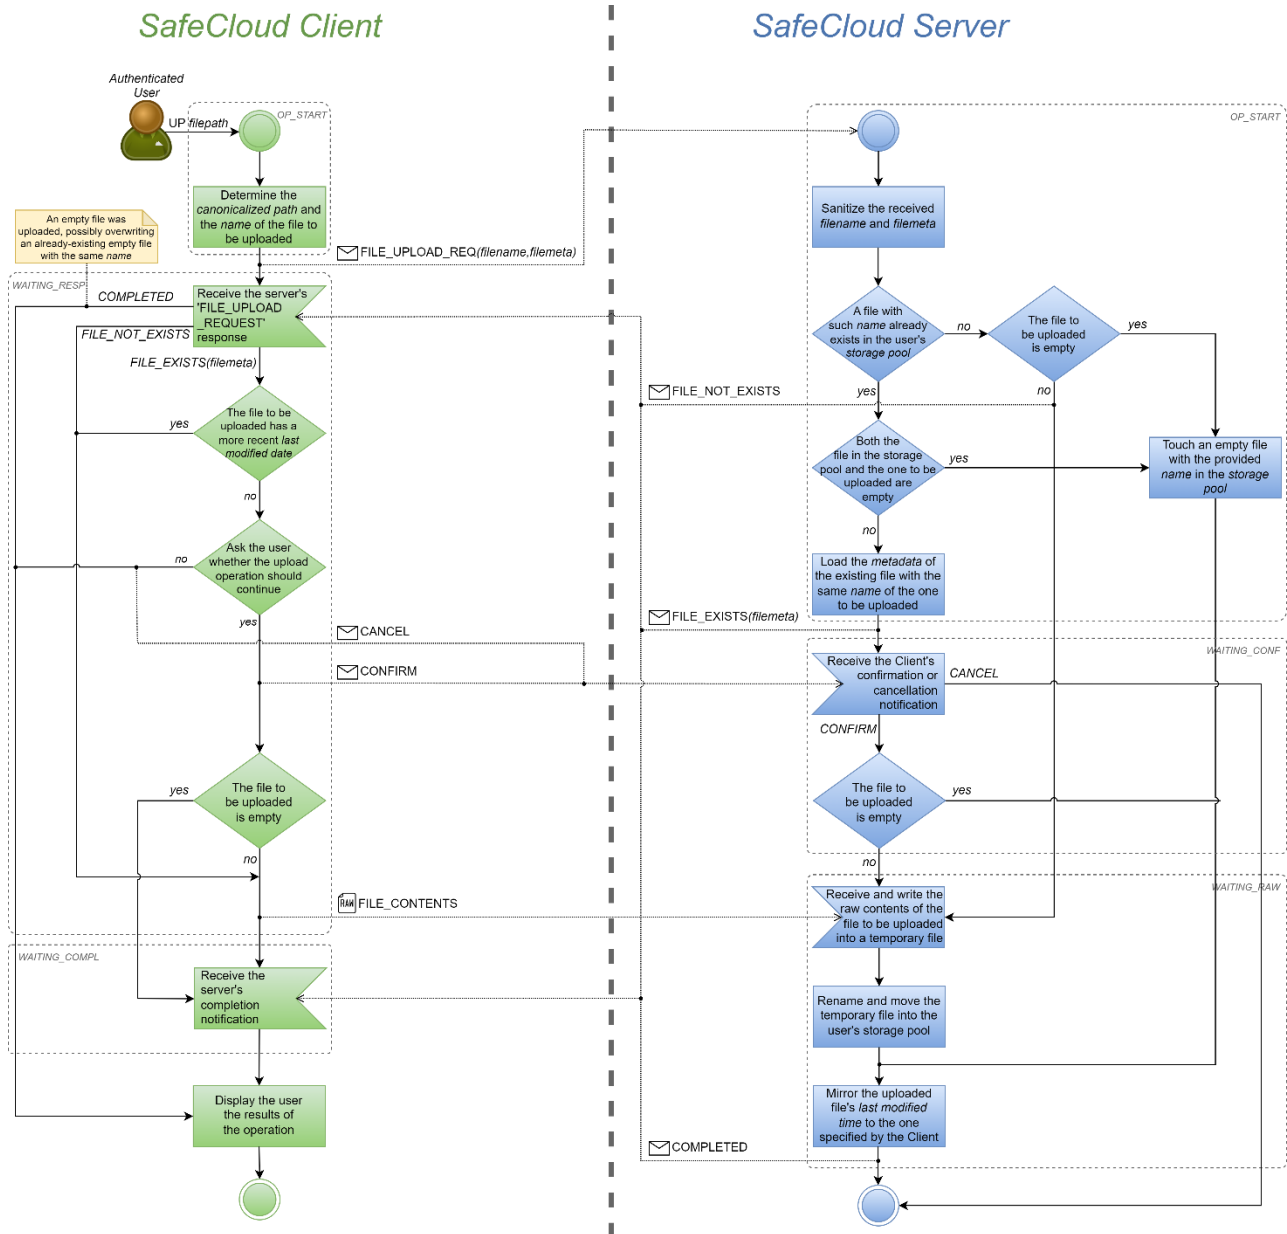 SafeCloud Client
SafeCloud Server
Authenticated
User
UP filepath
OP_START
Determine the
canonicalized path and
the name of the file to
be uploaded
An empty file was
uploaded, possibly overwriting
an already-existing empty file
with the same name
FILE_UPLOAD_REQ(filename,filemeta)
WAITING_RESP
COMPLETED
FILE_NOT_EXISTS
Receive the server's
'FILE_UPLOAD
_REQUEST'
response
FILE_EXISTS(filemeta)
The file to be
uploaded has a
more recent last
modified date
yes
no
Ask the user
whether the upload
operation should
continue
no
yes
CANCEL
CONFIRM
The file to
be uploaded
is empty
yes
no
RAW
FILE_CONTENTS
WAITING_COMPL
Receive the
server's
completion
notification
Display the user
the results of
the operation
OP_START
Sanitize the received
filename and filemeta
A file with
such name already
exists in the user's
storage pool
no
The file to
be uploaded
is empty
yes
no
yes
FILE_NOT_EXISTS
Both the
file in the storage
pool and the one to be
uploaded are
empty
yes
Touch an empty file
with the provided
name in the storage
pool
no
Load the metadata of
the existing file with the
same name of the one
to be uploaded
FILE_EXISTS(filemeta)
WAITING_CONF
Receive the Client's
confirmation or
cancellation
notification
CANCEL
CONFIRM
The file to
be uploaded
is empty
yes
no
WAITING_RAW
Receive and write the
raw contents of the
file to be uploaded
into a temporary file
Rename and move the
temporary file into the
user's storage pool
Mirror the uploaded
file's last modified
time to the one
specified by the Client
COMPLETED